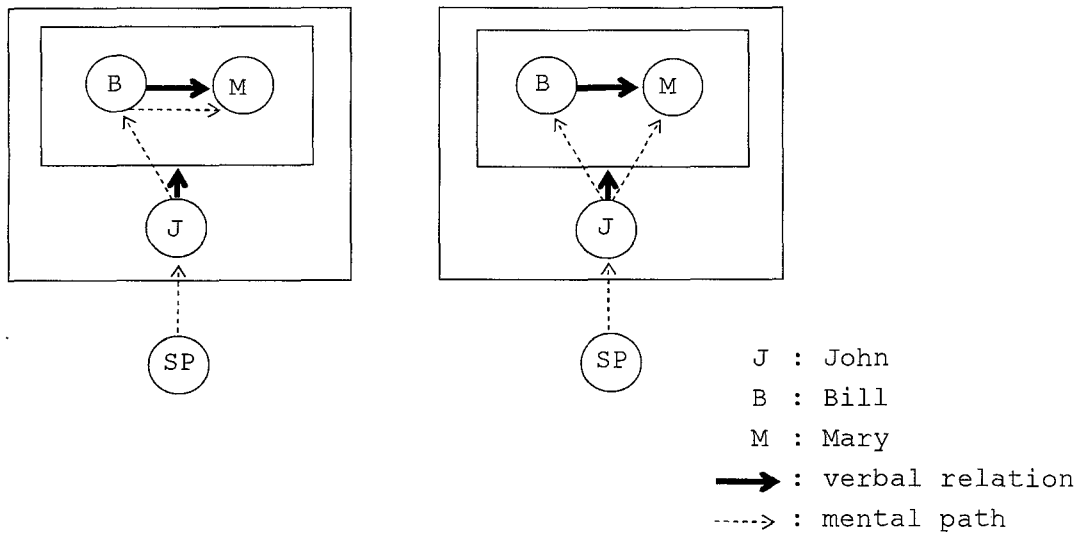 B M
J
SP
B M
J
SP
J : John
B : Bill
M : Mary
: verbal relation
: mental path